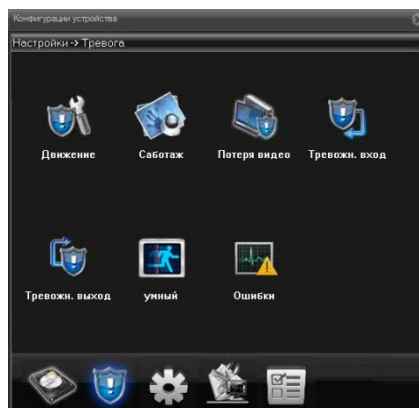 Конфигурации устройства
Настройки -> Тревога
Движение
Саботаж
Потеря видео
Тревожн. вход
Тревожн. выход
умный
Ошибки